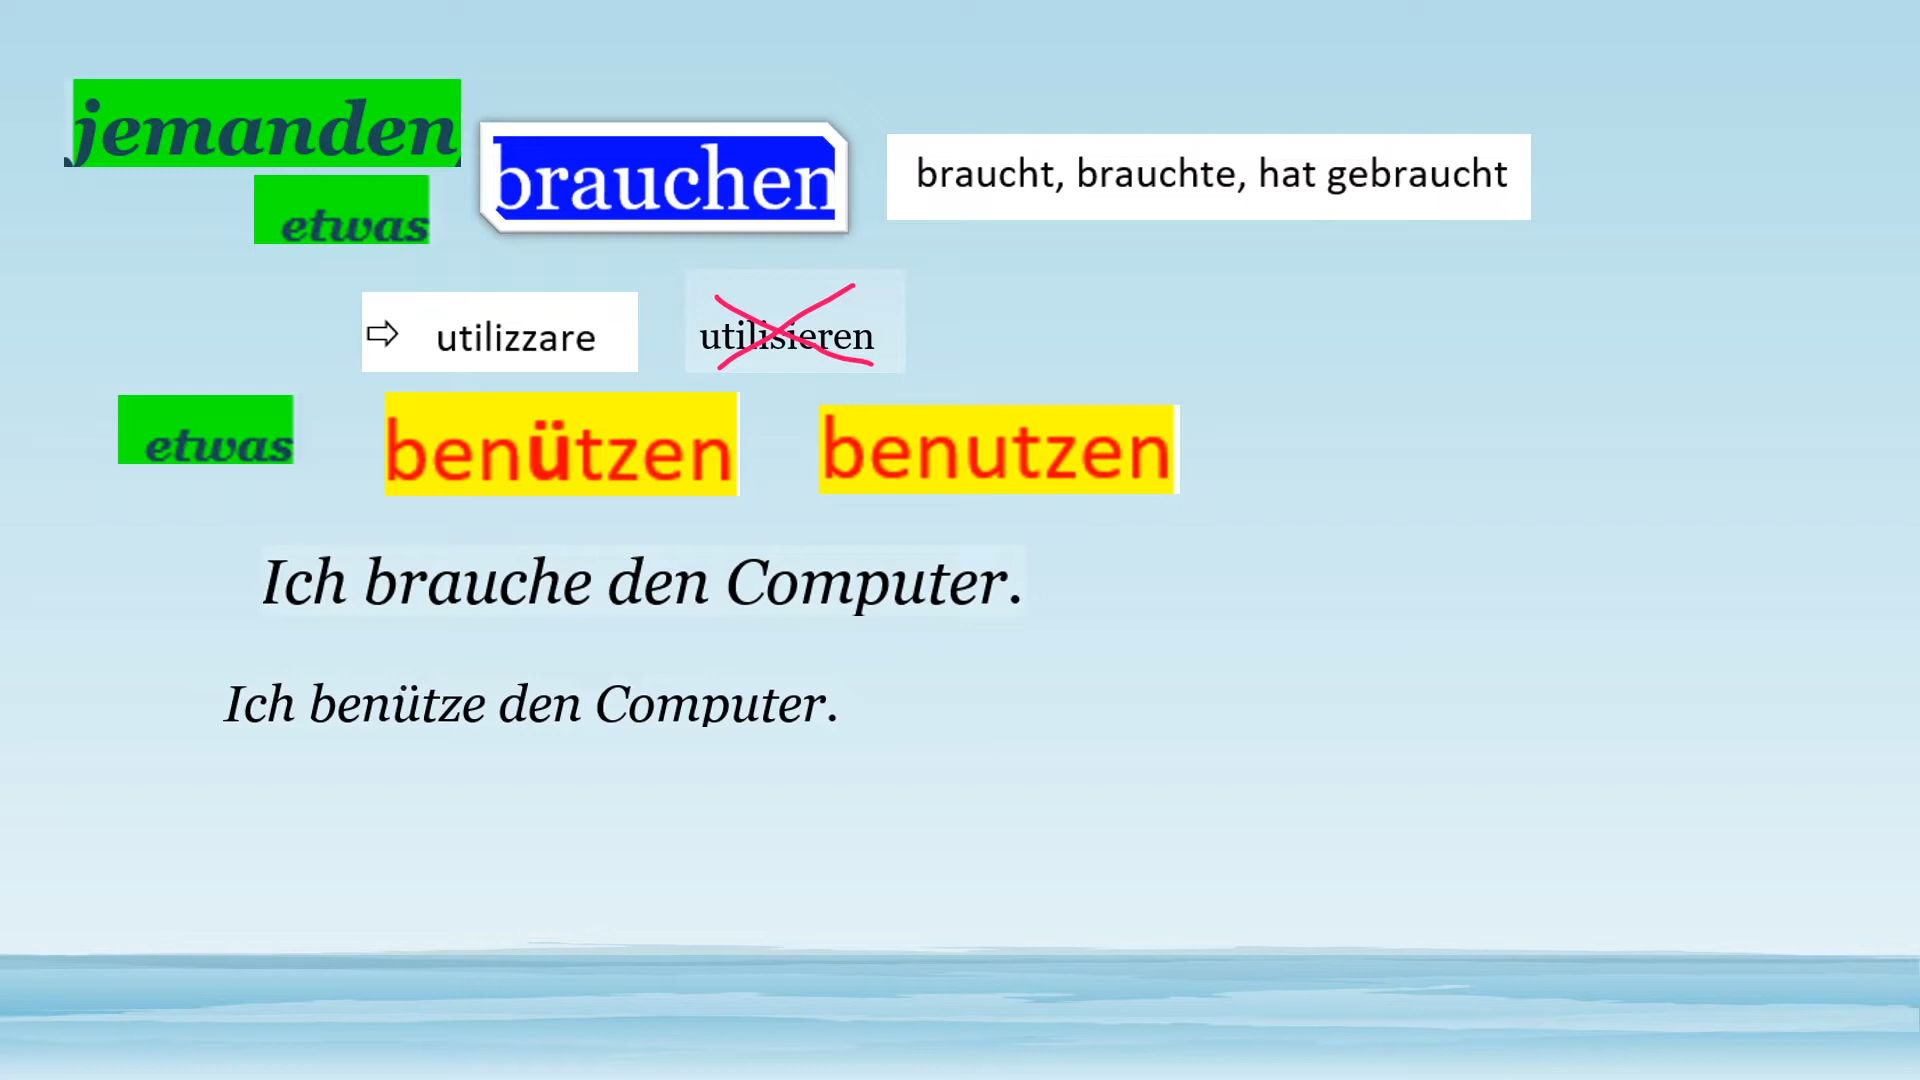 jemanden,
etwas
brauchen
braucht, brauchte, hat gebraucht
⇨ utilizzare
utilisieren
etwas
benützen
benutzen
Ich brauche den Computer.
Ich benütze den Computer.